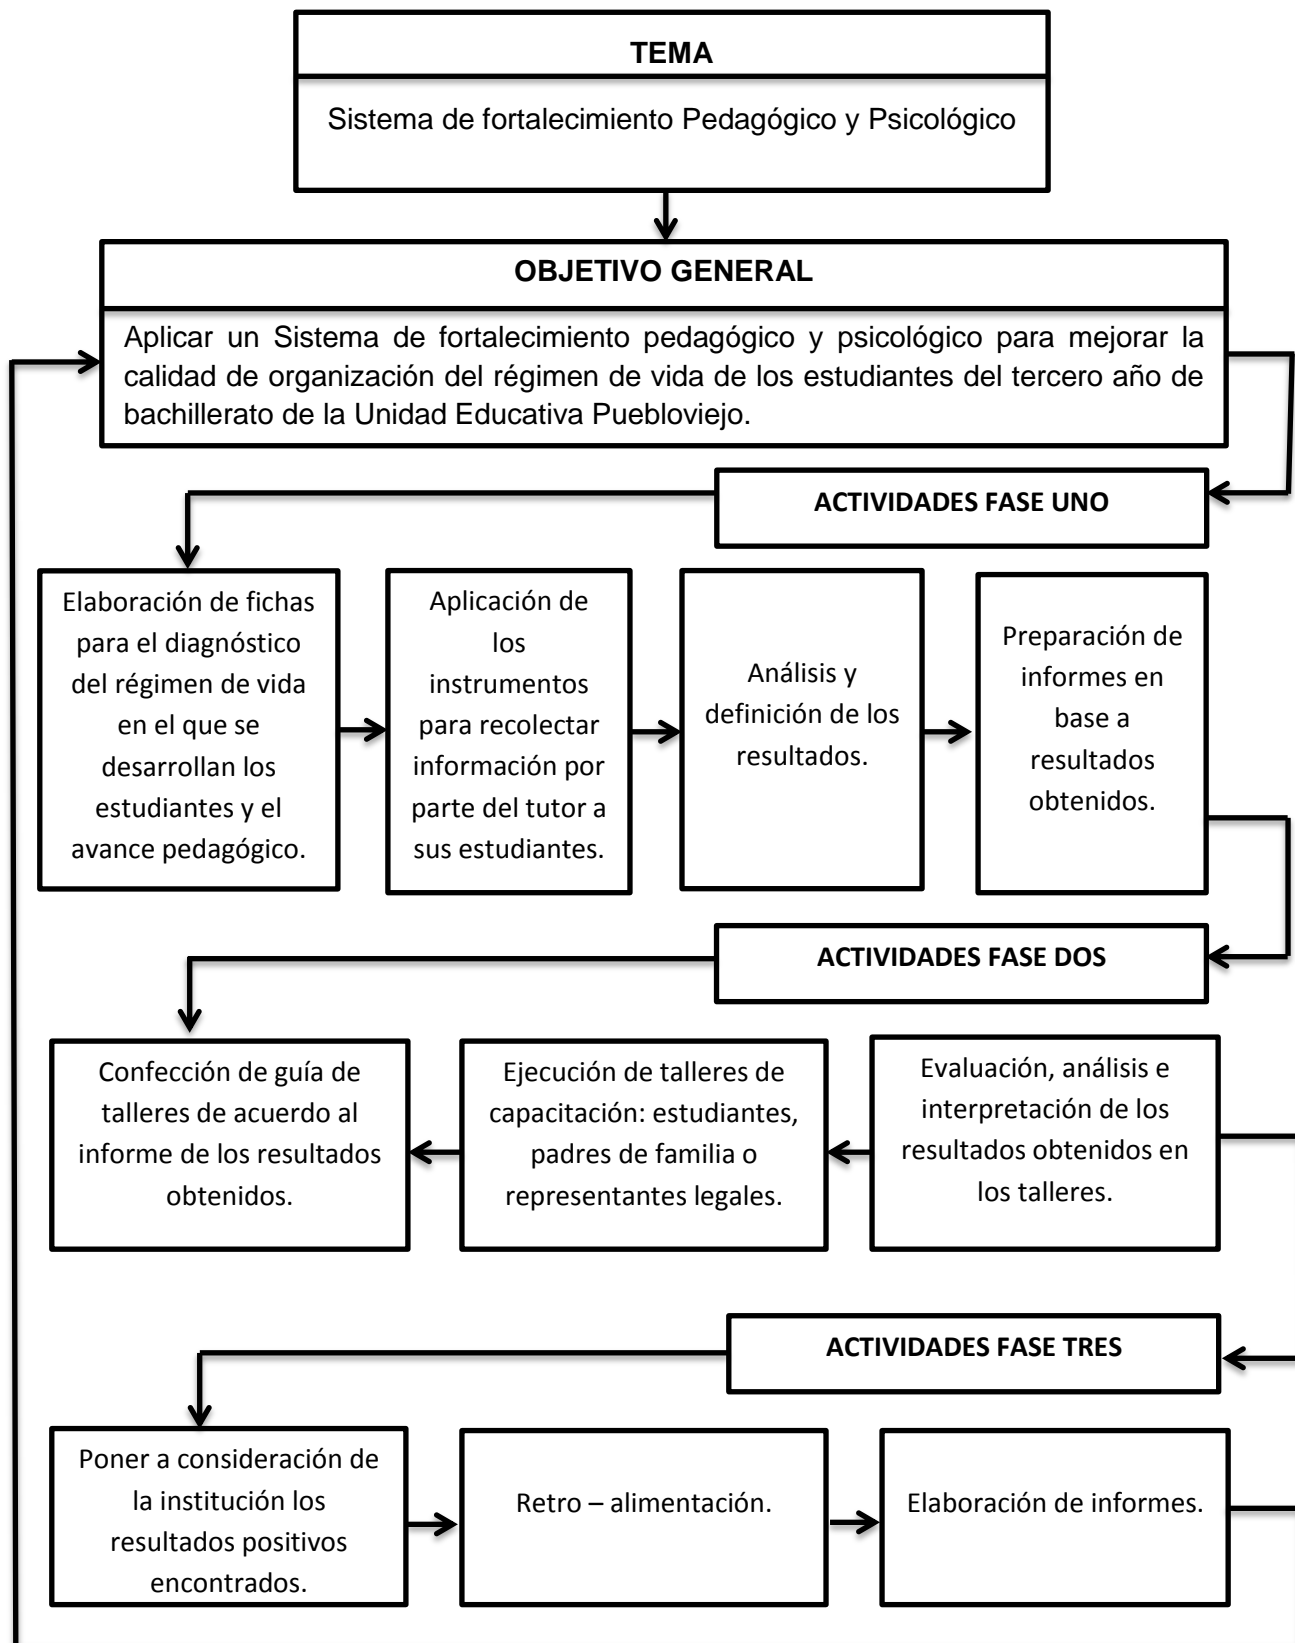 TEMA
Sistema de fortalecimiento Pedagógico y Psicológico
OBJETIVO GENERAL
Aplicar un Sistema de fortalecimiento pedagógico y psicológico para mejorar la
calidad de organización del régimen de vida de los estudiantes del tercero año de
bachillerato de la Unidad Educativa Puebloviejo.
ACTIVIDADES FASE UNO
Elaboración de fichas
para el diagnóstico
del régimen de vida
en el que se
desarrollan los
estudiantes y el
avance pedagógico.
Aplicación de
los
instrumentos
para recolectar
información por
parte del tutor a
sus estudiantes.
Análisis y
definición de los
resultados.
Preparación de
informes en
base a
resultados
obtenidos.
ACTIVIDADES FASE DOS
Confección de guía de
talleres de acuerdo al
informe de los resultados
obtenidos.
Ejecución de talleres de
capacitación: estudiantes,
padres de familia o
representantes legales.
Evaluación, análisis e
interpretación de los
resultados obtenidos en
los talleres.
ACTIVIDADES FASE TRES
Poner a consideración de
la institución los
resultados positivos
encontrados.
Retro – alimentación.
Elaboración de informes.